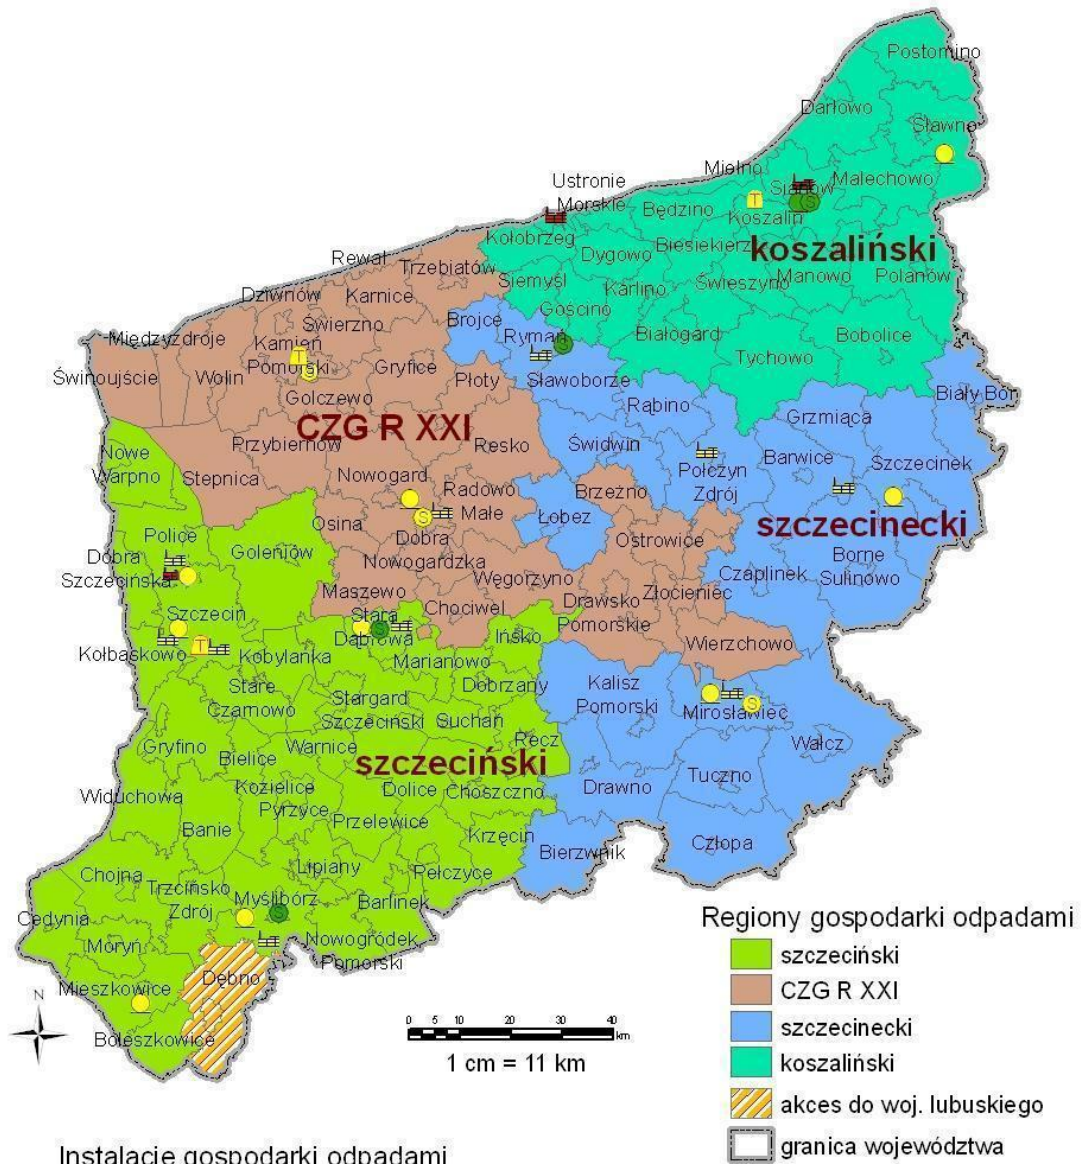 Postomino
Darłowo
Sławno
Mielno
Sianów
Malechowo
Ustronie
Morskie
Będzino
T
S
Koszalin
Kołobrzeg
Dygowo
Biesiekierz
koszaliński
Rewal
Trzebiatów
Siemyśl
Karlino
Świeszyno
Manowo
Polanów
Dziwnów
Karnice
Gościno
Brojce
Rymań
Białogard
Bobolice
Międzyzdroje
Świerzno
Kamień
Pomorski
T
S
Tychowo
Świnoujście
Wolin
Gryfice
Płoty
Sławoborze
Biały Bór
Golczewo
Rąbino
Grzmiąca
CZG R XXI
Przybiernów
Resko
Świdwin
Nowe
Warpno
Stepnica
Nowogard
Połczyn
Zdrój
Barwice
Szczecinek
Radowo
Małe
Brzeżno
S
Łobez
Osina
Dobra
Ostrowice
szczecinecki
Police
Goleniów
Nowogardzka
Borne
Sulinowo
Dobra
Szczecińska
Węgorzyno
Czaplinek
Maszewo
Chociwel
Drawsko
Pomorskie
Złocieniec
Szczecin
Stara
Dąbrowa
S
Ińsko
Wierzchowo
Kołbaskowo
T
Kobylanka
Marianowo
Stare
Czarnowo
Dobrzany
Kalisz
Pomorski
Stargard
Szczeciński
Suchań
Mirosławiec
S
Gryfino
Warnice
Recz
Wałcz
Bielice
szczeciński
Tuczno
Widuchowa
Kozielice
Dolice
Choszczno
Drawno
Pyrzyce
Banie
Przelewice
Krzęcin
Bierzwnik
Człopa
Lipiany
Chojna
Trzcińsko
Zdrój
Pełczyce
Myślibórz
S
Barlinek
Cedynia
Moryń
Nowogródek
Pomorski
Dębno
Mieszkowice
Boleszkowice
N
0 5 10 20 30 40
km
1 cm = 11 km
Regiony gospodarki odpadami
szczeciński
CZG R XXI
szczecinecki
koszaliński
akces do woj. lubuskiego
granica województwa
Instalacje gospodarki odpadami